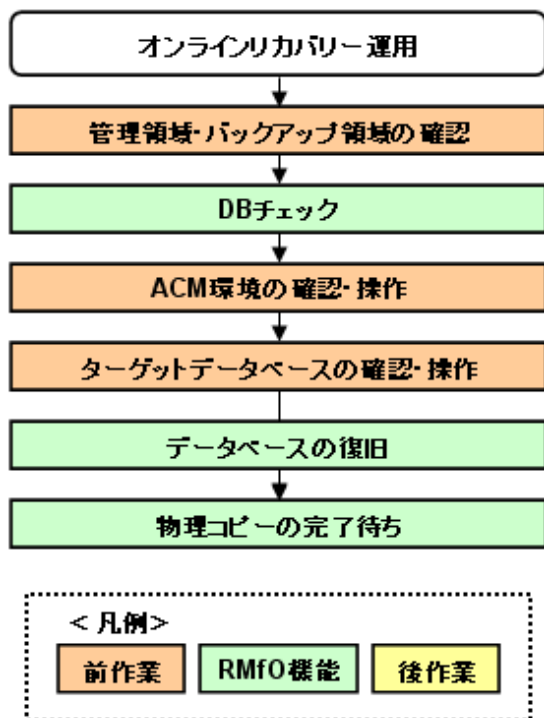 オンラインリカバリー運用
管理領域・バックアップ領域の確認
DBチェック
ACM環境の確認・操作
ターゲットデータベースの確認・操作
データベースの復旧
物理コピーの完了待ち
＜凡例＞
前作業
RMfO機能
後作業